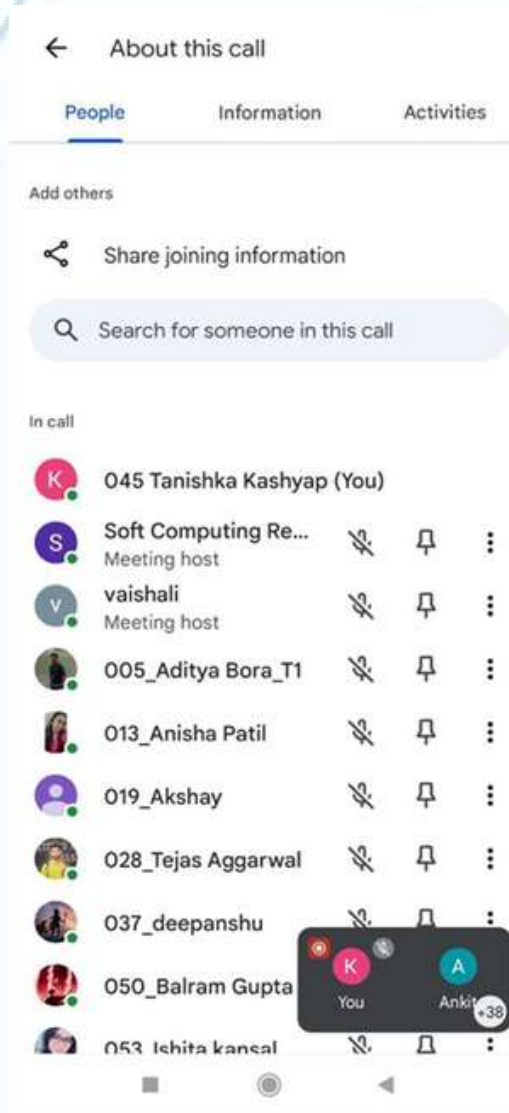 About this call
People Information Activities
Add others
Share joining information
Search for someone in this call
In call
K 045 Tanishka Kashyap (You)
S Soft Computing Re...
Meeting host
v vaishali
Meeting host
005_Aditya Bora_T1
013_Anisha Patil
019_Akshay
028_Tejas Aggarwal
037_deepanshu
050_Balram Gupta
053 Ishita kansal
K A
You Ankit
+38